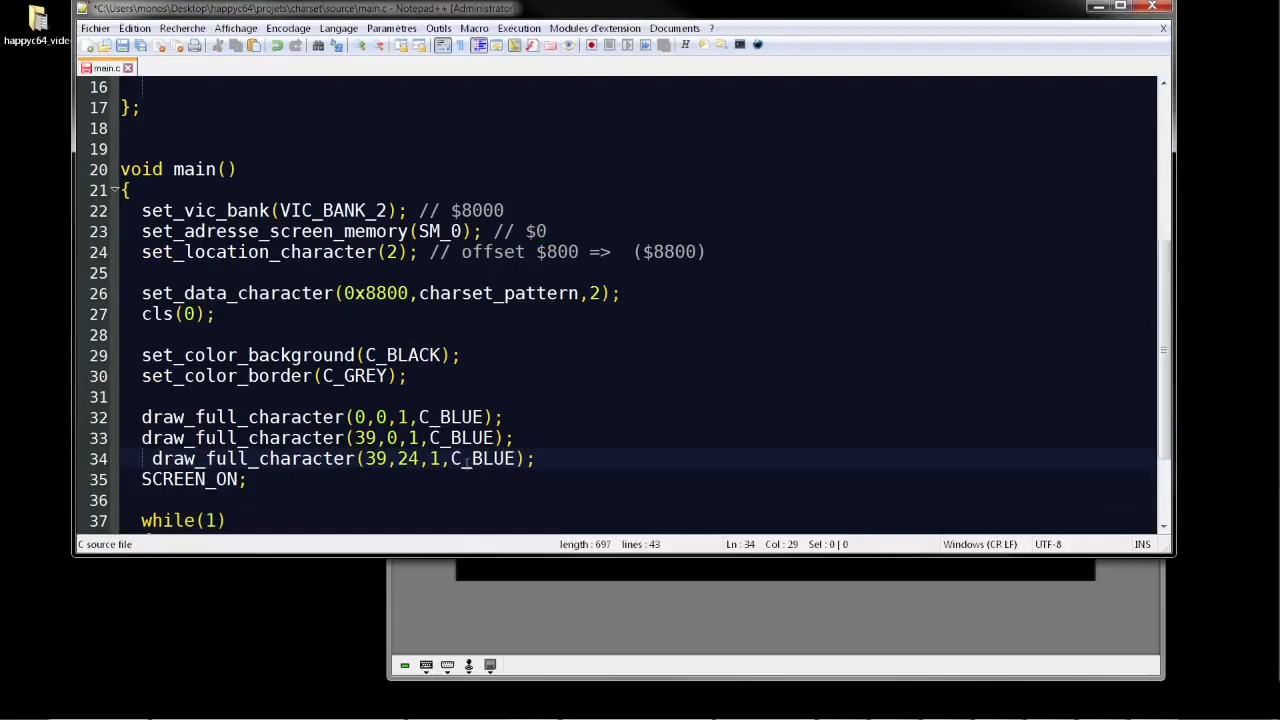 happyc64_vide
*C:\Users\monos\Desktop\happyc64\projets\charset\source\main.c - Notepad++ [Administrator]
Fichier Édition Recherche Affichage Encodage Langage Paramètres Outils Macro Exécution Modules d'extension Documents ? X
main.c
16
17 };
18
19
20 void main()
21 {
22 set_vic_bank(VIC_BANK_2); // $8000
23 set_adresse_screen_memory(SM_0); // $0
24 set_location_character(2); // offset $800 => ($8800)
25
26 set_data_character(0x8800,charset_pattern,2);
27 cls(0);
28
29 set_color_background(C_BLACK);
30 set_color_border(C_GREY);
31
32 draw_full_character(0,0,1,C_BLUE);
33 draw_full_character(39,0,1,C_BLUE);
34 draw_full_character(39,24,1,C_BLUE);
35 SCREEN_ON;
36
37 while(1)
C source file length : 697 lines : 43 Ln : 34 Col : 29 Sel : 0 | 0 Windows (CR LF) UTF-8 INS